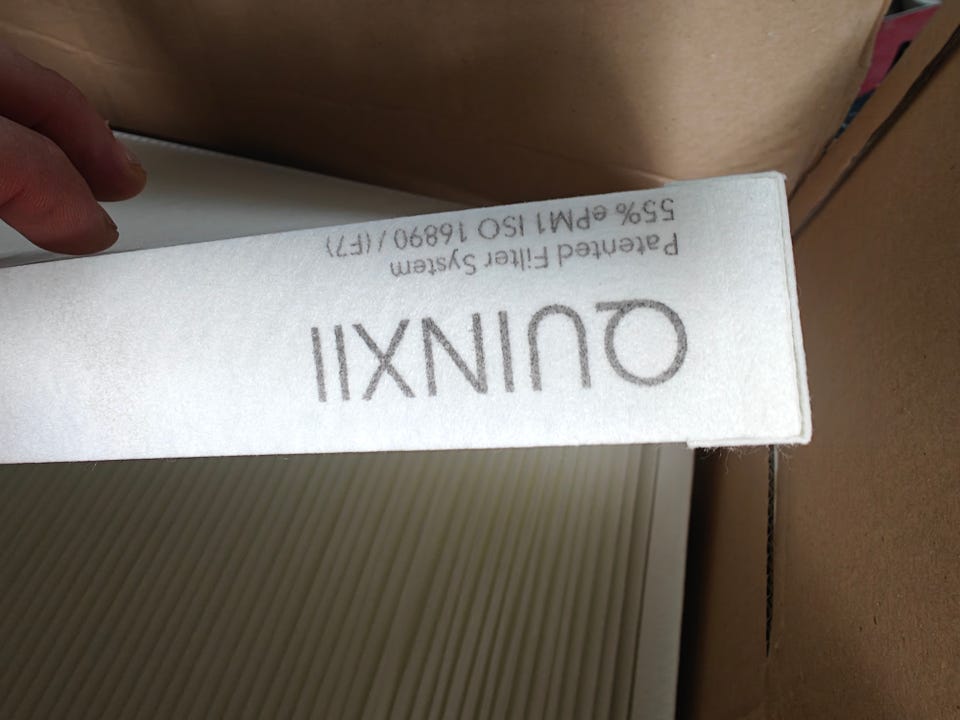 QUINXII
Patented Filter System
55% ePM1 ISO 16890 / (F7)